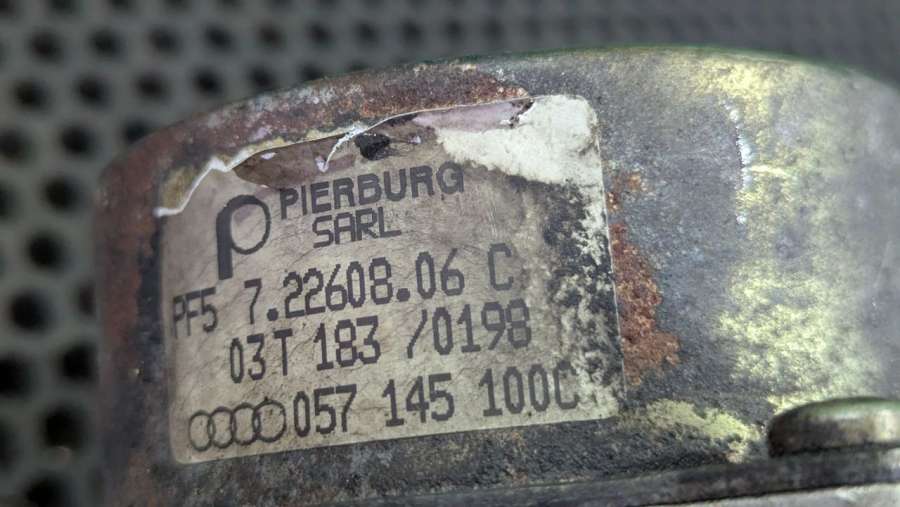 PIERBURG
SARL
PF5 7.22608.06 C
03T 183 /0198
057 145 100C